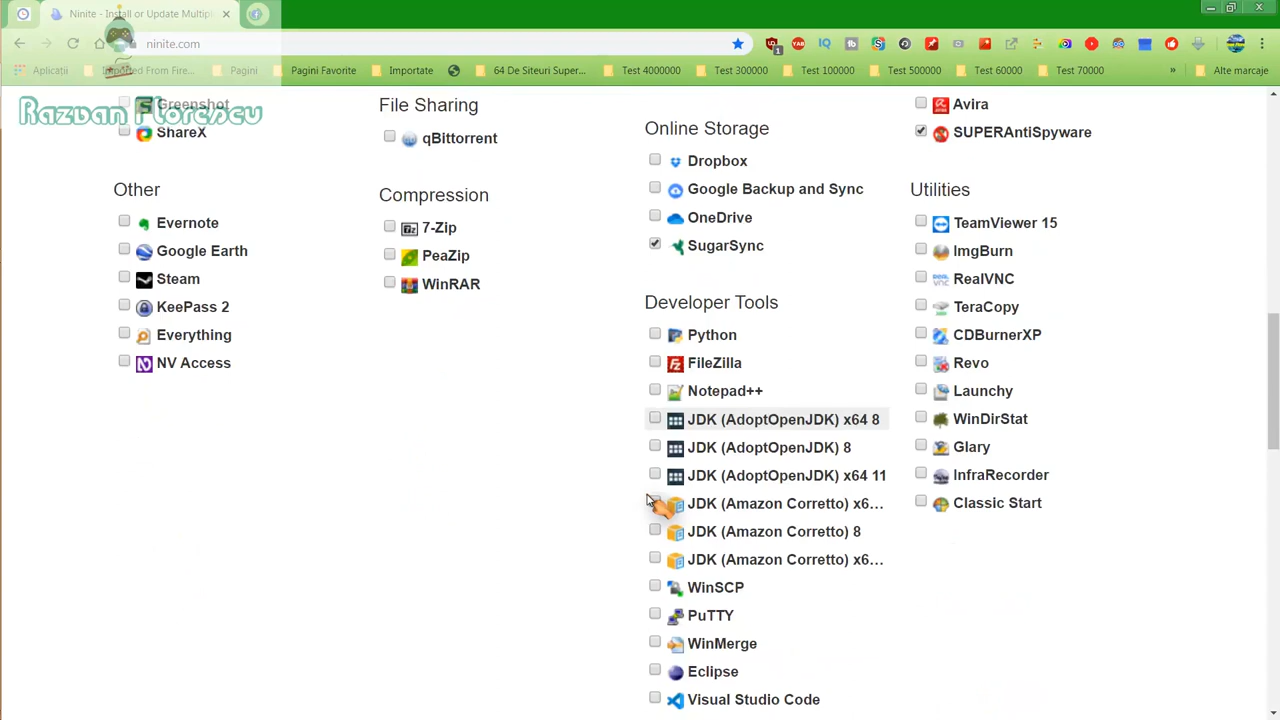 Ninite - Install or Update Multipl
ninite.com
Aplicații
Imported From Fire...
Pagini
Pagini Favorite
Importate
64 De Siteuri Super...
Test 4000000
Test 300000
Test 100000
Test 500000
Test 60000
Test 70000
»
Alte marcaje
Razvan Florescu
Greenshot
ShareX
Other
Evernote
Google Earth
Steam
KeePass 2
Everything
NV Access
File Sharing
qBittorrent
Compression
7-Zip
PeaZip
WinRAR
Online Storage
Dropbox
Google Backup and Sync
OneDrive
SugarSync
Developer Tools
Python
FileZilla
Notepad++
JDK (AdoptOpenJDK) x64 8
JDK (AdoptOpenJDK) 8
JDK (AdoptOpenJDK) x64 11
JDK (Amazon Corretto) x6...
JDK (Amazon Corretto) 8
JDK (Amazon Corretto) x6...
WinSCP
PuTTY
WinMerge
Eclipse
Visual Studio Code
Avira
SUPERAntiSpyware
Utilities
TeamViewer 15
ImgBurn
RealVNC
TeraCopy
CDBurnerXP
Revo
Launchy
WinDirStat
Glary
InfraRecorder
Classic Start